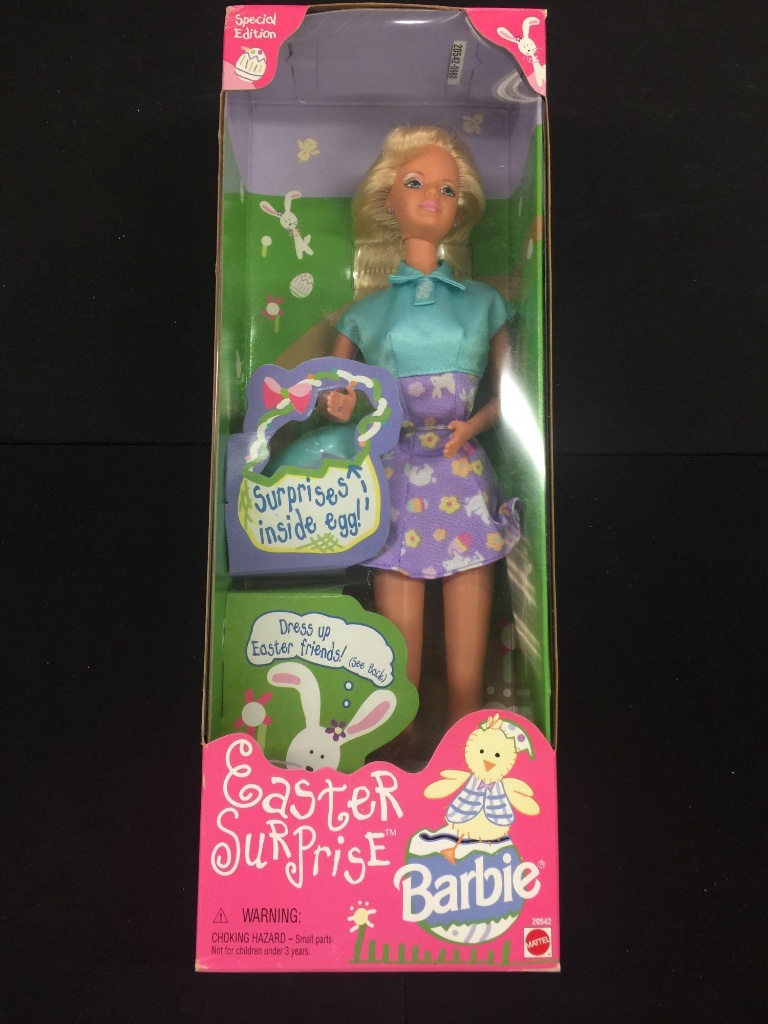 Special
Edition
20542-0980
Surprises
inside egg!
Dress up
Easter friends! (See Back)
Easter
Surprise™
Barbie®
⚠ WARNING:
CHOKING HAZARD – Small parts.
Not for children under 3 years.
20542
MATTEL